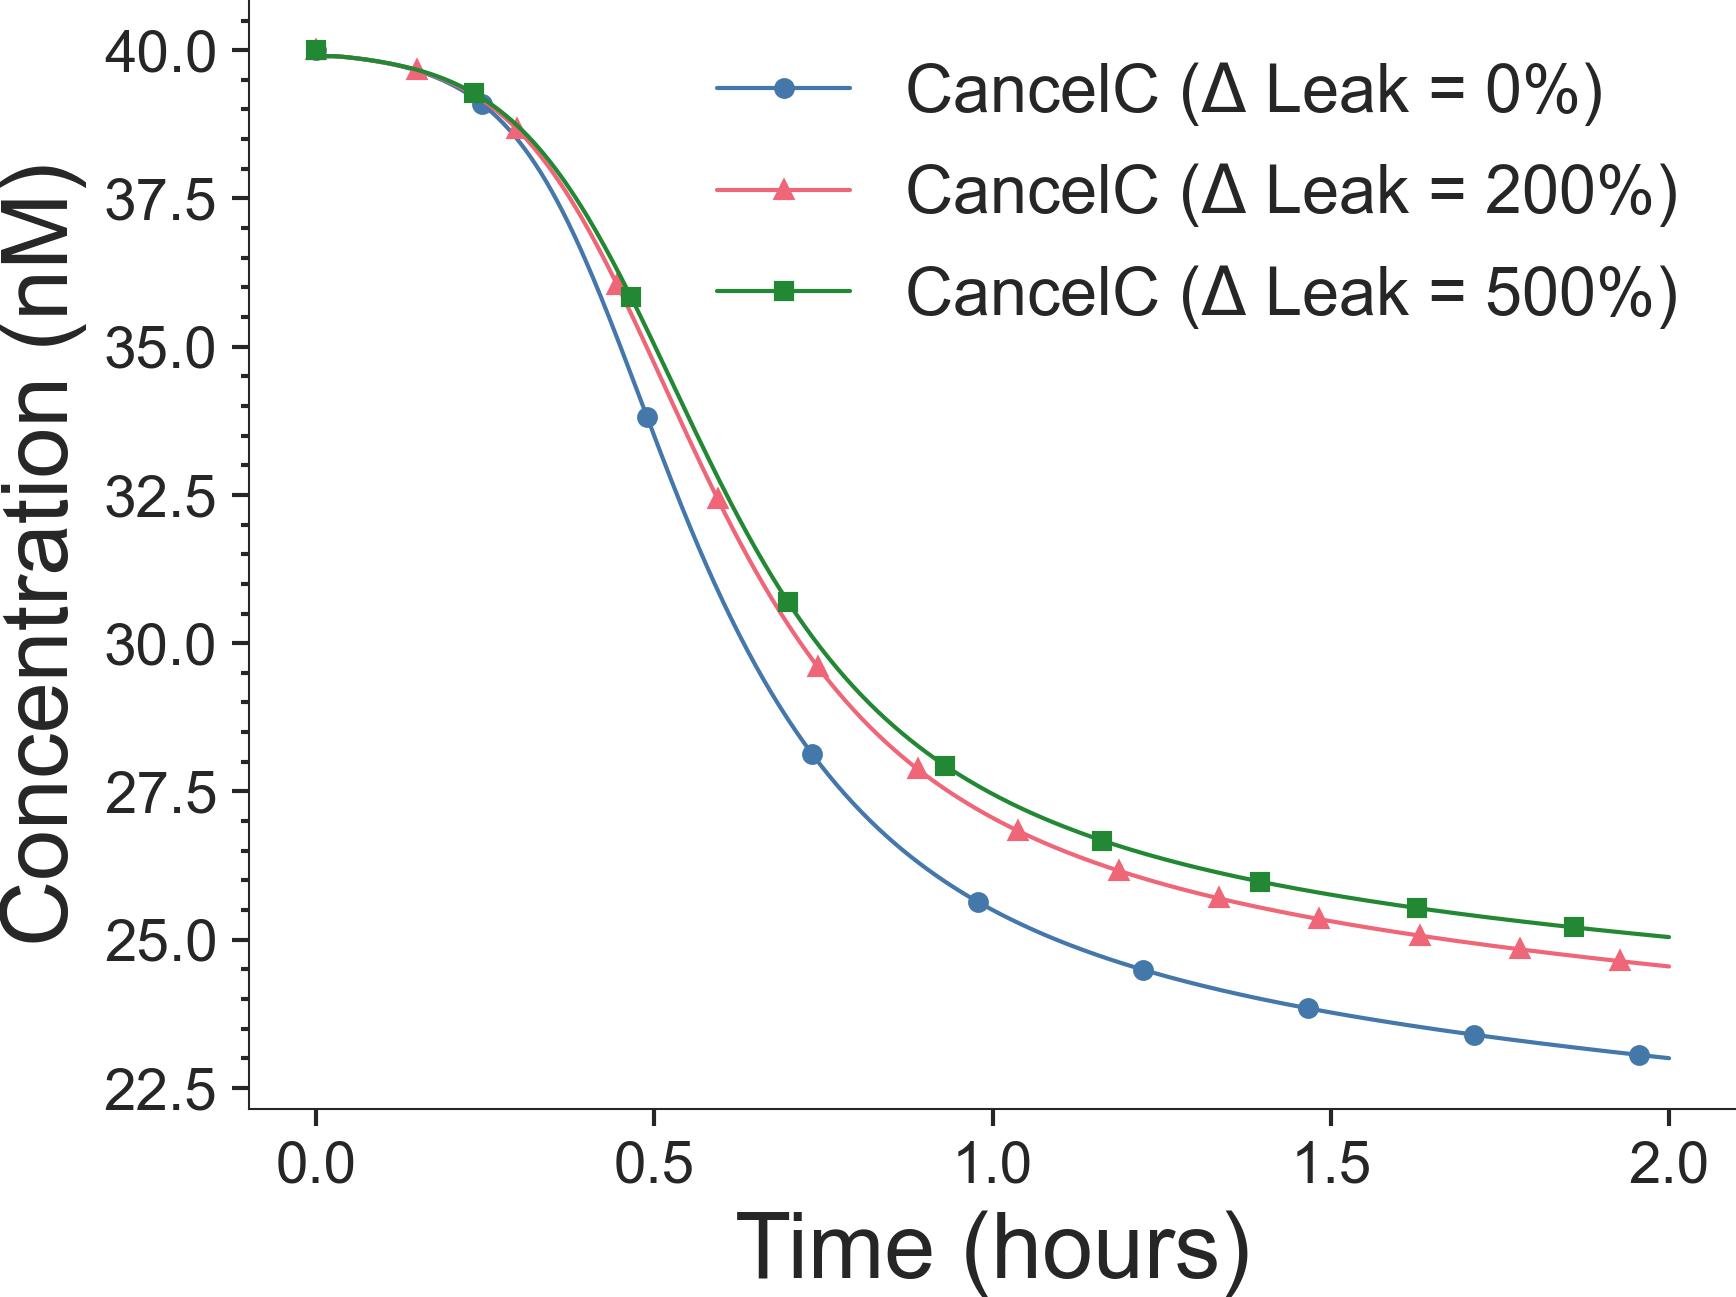 Concentration (nM)
40.0
37.5
35.0
32.5
30.0
27.5
25.0
22.5
CancelC (Δ Leak = 0%)
CancelC (Δ Leak = 200%)
CancelC (Δ Leak = 500%)
0.0 0.5 1.0 1.5 2.0
Time (hours)